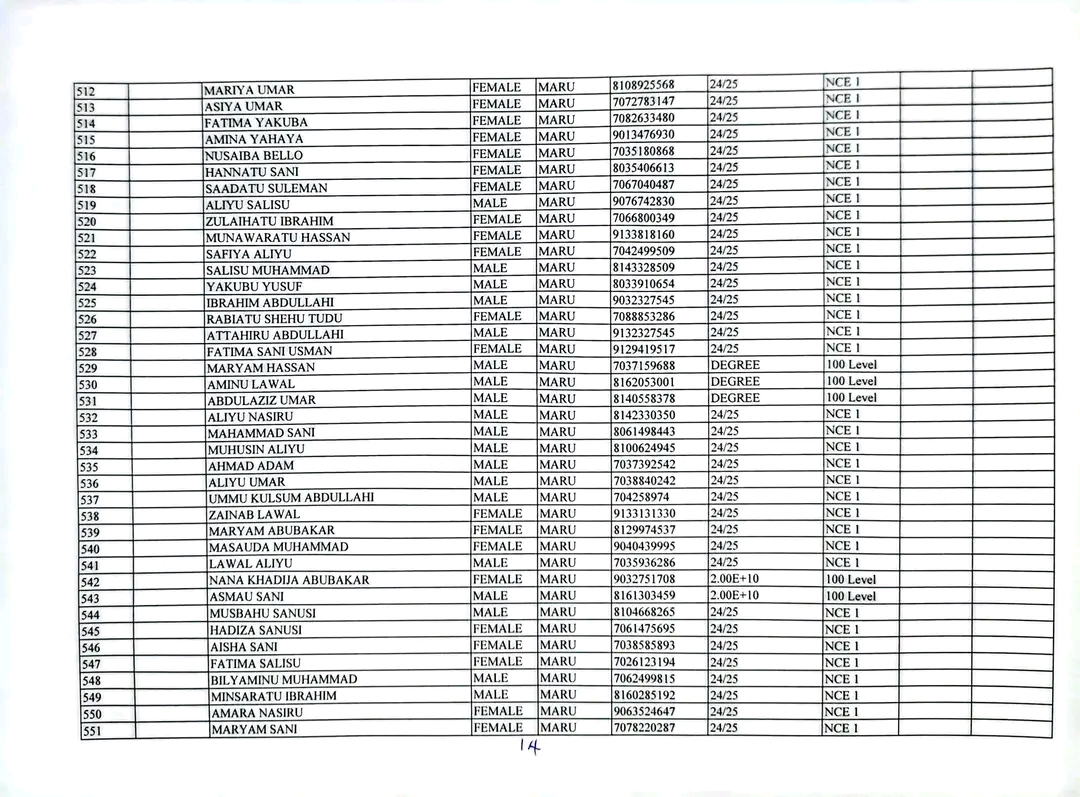 512 MARIYA UMAR FEMALE MARU 8108925568 24/25 NCE 1
513 ASIYA UMAR FEMALE MARU 7072783147 24/25 NCE 1
514 FATIMA YAKUBA FEMALE MARU 7082633480 24/25 NCE 1
515 AMINA YAHAYA FEMALE MARU 9013476930 24/25 NCE 1
516 NUSAIBA BELLO FEMALE MARU 7035180868 24/25 NCE 1
517 HANNATU SANI FEMALE MARU 8035406613 24/25 NCE 1
518 SAADATU SULEMAN FEMALE MARU 7067040487 24/25 NCE 1
519 ALIYU SALISU MALE MARU 9076742830 24/25 NCE 1
520 ZULAIHATU IBRAHIM FEMALE MARU 7066800349 24/25 NCE 1
521 MUNAWARATU HASSAN FEMALE MARU 9133818160 24/25 NCE 1
522 SAFIYA ALIYU FEMALE MARU 7042499509 24/25 NCE 1
523 SALISU MUHAMMAD MALE MARU 8143328509 24/25 NCE 1
524 YAKUBU YUSUF MALE MARU 8033910654 24/25 NCE 1
525 IBRAHIM ABDULLAHI MALE MARU 9032327545 24/25 NCE 1
526 RABIATU SHEHU TUDU FEMALE MARU 7088853286 24/25 NCE 1
527 ATTAHIRU ABDULLAHI MALE MARU 9132327545 24/25 NCE 1
528 FATIMA SANI USMAN FEMALE MARU 9129419517 24/25 NCE 1
529 MARYAM HASSAN MALE MARU 7037159688 DEGREE 100 Level
530 AMINU LAWAL MALE MARU 8162053001 DEGREE 100 Level
531 ABDULAZIZ UMAR MALE MARU 8140558378 DEGREE 100 Level
532 ALIYU NASIRU MALE MARU 8142330350 24/25 NCE 1
533 MAHAMMAD SANI MALE MARU 8061498443 24/25 NCE 1
534 MUHUSIN ALIYU MALE MARU 8100624945 24/25 NCE 1
535 AHMAD ADAM MALE MARU 7037392542 24/25 NCE 1
536 ALIYU UMAR MALE MARU 7038840242 24/25 NCE 1
537 UMMU KULSUM ABDULLAHI MALE MARU 704258974 24/25 NCE 1
538 ZAINAB LAWAL FEMALE MARU 9133131330 24/25 NCE 1
539 MARYAM ABUBAKAR FEMALE MARU 8129974537 24/25 NCE 1
540 MASAUDA MUHAMMAD FEMALE MARU 9040439995 24/25 NCE 1
541 LAWAL ALIYU MALE MARU 7035936286 24/25 NCE 1
542 NANA KHADIJA ABUBAKAR FEMALE MARU 9032751708 2.00E+10 100 Level
543 ASMAU SANI MALE MARU 8161303459 2.00E+10 100 Level
544 MUSBAHU SANUSI MALE MARU 8104668265 24/25 NCE 1
545 HADIZA SANUSI FEMALE MARU 7061475695 24/25 NCE 1
546 AISHA SANI FEMALE MARU 7038585893 24/25 NCE 1
547 FATIMA SALISU FEMALE MARU 7026123194 24/25 NCE 1
548 BILYAMINU MUHAMMAD MALE MARU 7062499815 24/25 NCE 1
549 MINSARATU IBRAHIM MALE MARU 8160285192 24/25 NCE 1
550 AMARA NASIRU FEMALE MARU 9063524647 24/25 NCE 1
551 MARYAM SANI FEMALE MARU 7078220287 24/25 NCE 1
14